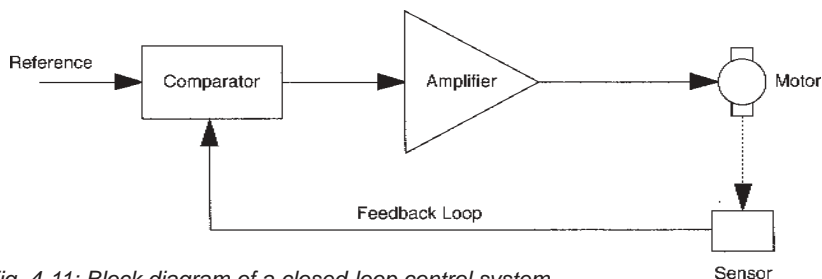 Reference
Comparator
Amplifier
Motor
Feedback Loop
Sensor
ig. 4-11: Block diagram of a closed-loop control system